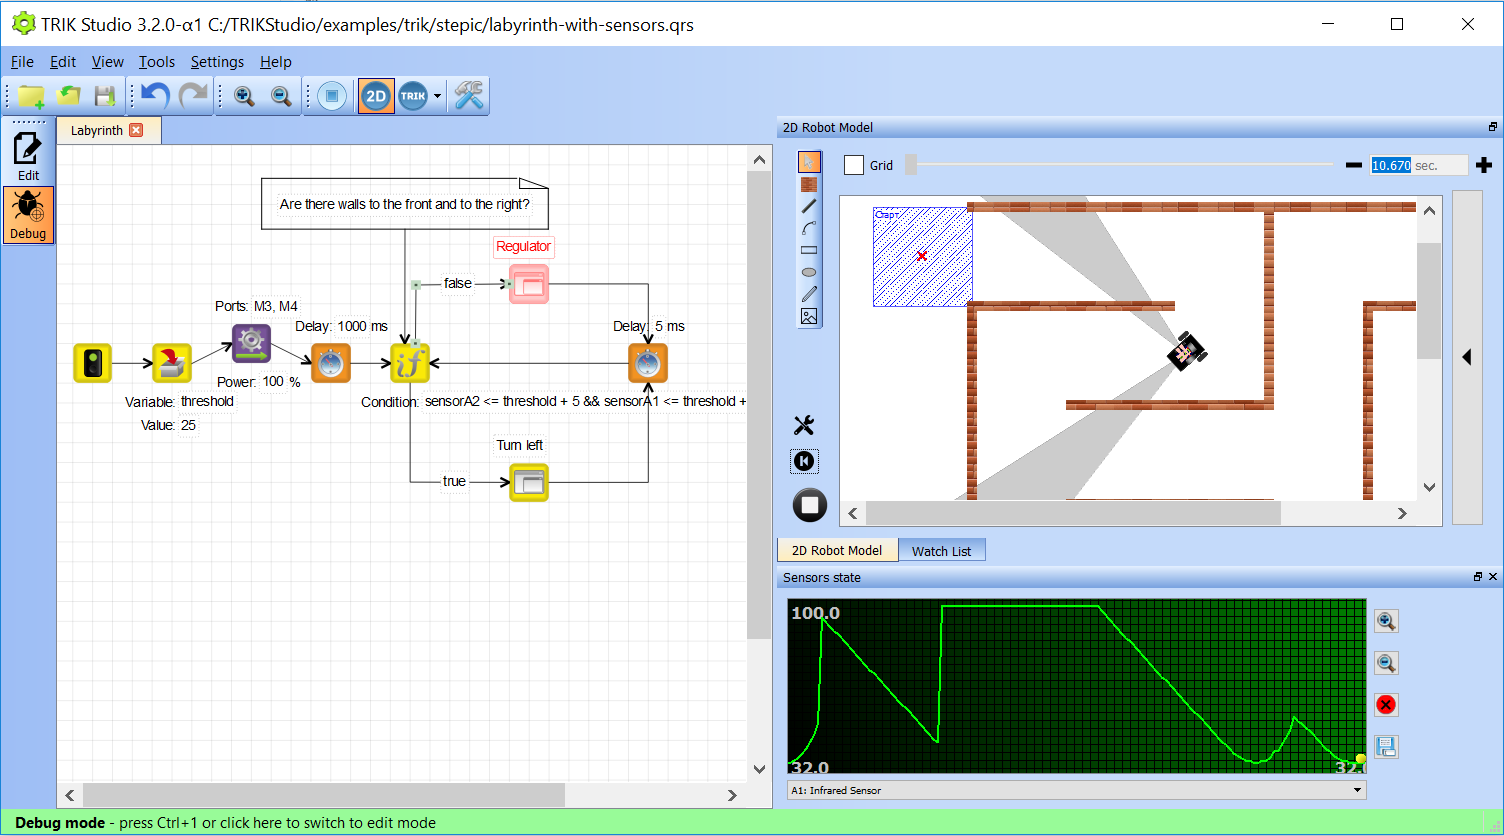 TRIK Studio 3.2.0-α1 C:/TRIKStudio/examples/trik/stepic/labyrinth-with-sensors.qrs
File Edit View Tools Settings Help
2D TRIK
Labyrinth
Edit
Debug
Are there walls to the front and to the right?
Regulator
false
Ports: M3, M4
Delay: 1000 ms
Delay: 5 ms
if
Power: 100 %
Variable: threshold
Value: 25
Condition: sensorA2 <= threshold + 5 && sensorA1 <= threshold +
Turn left
true
2D Robot Model
Grid
10.670 sec.
Старт
2D Robot Model Watch List
Sensors state
100.0
32.0 32.
A1: Infrared Sensor
Debug mode - press Ctrl+1 or click here to switch to edit mode